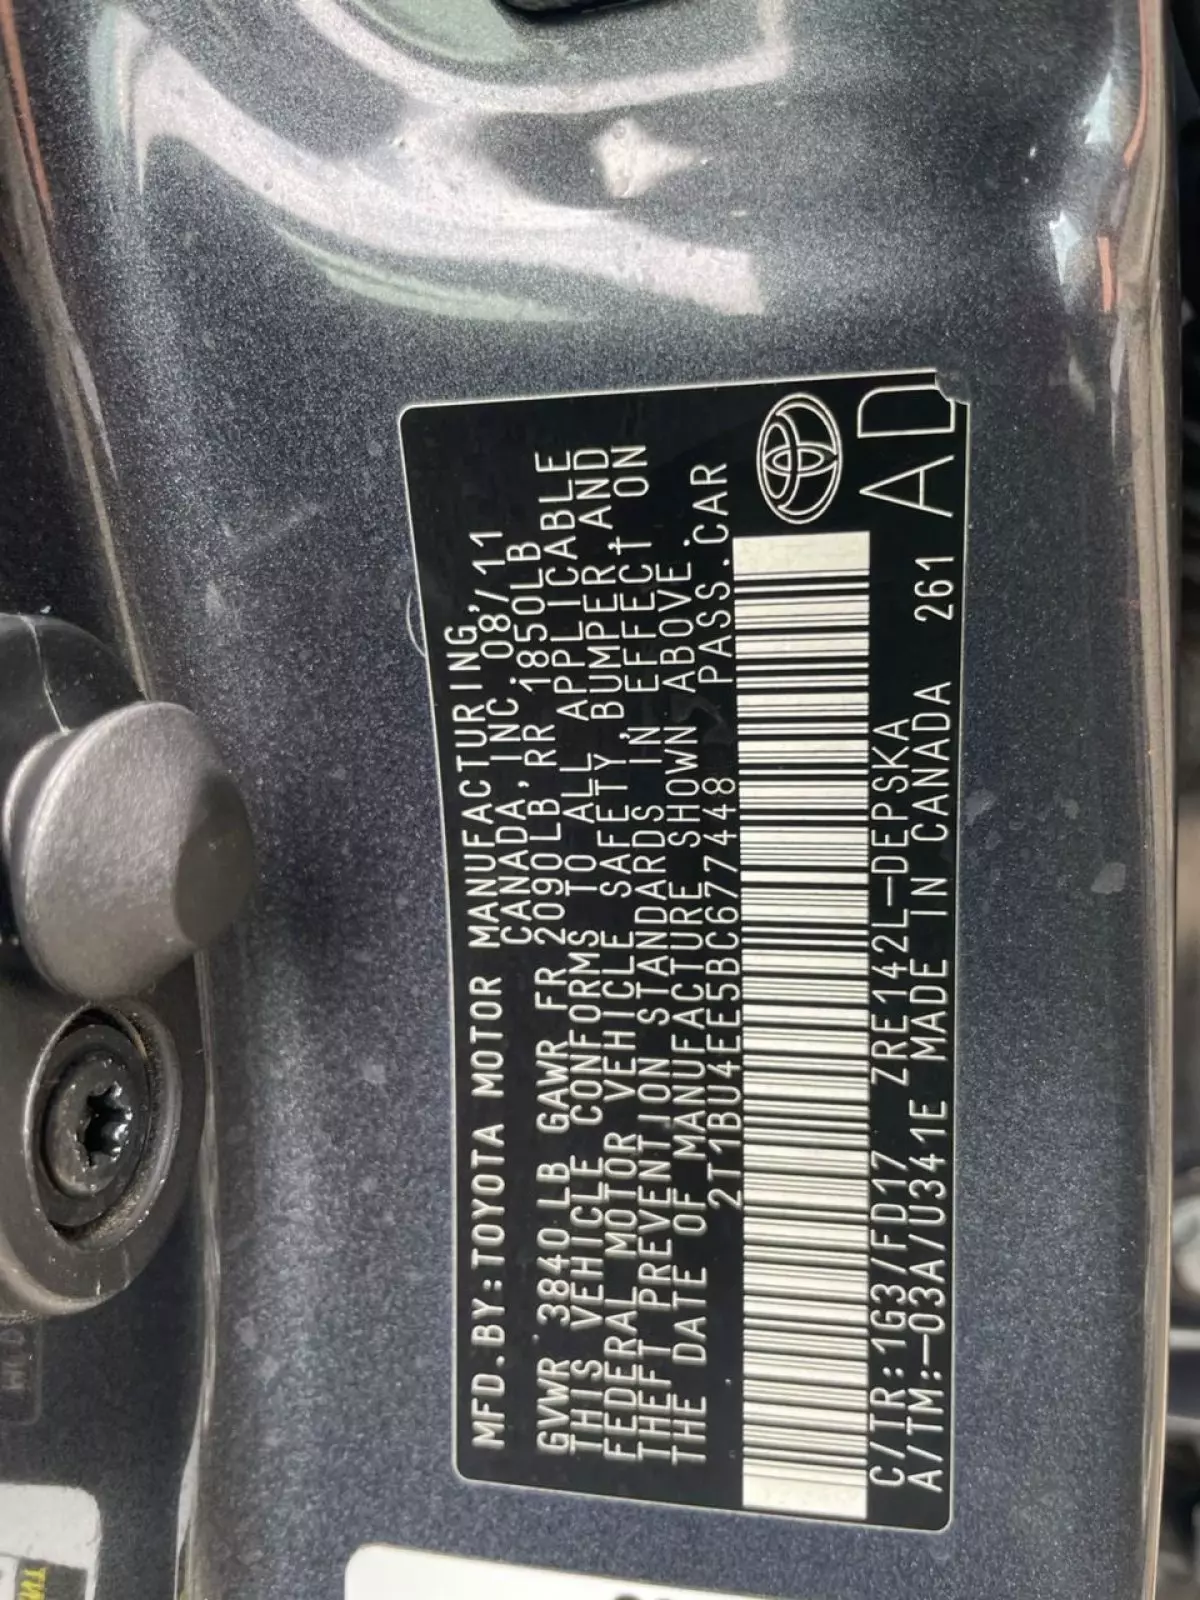 MFD.BY:TOYOTA MOTOR MANUFACTURING,
CANADA, INC. 08/11
GVWR 3840LB GAWR FR 2090LB RR 1850LB
THIS VEHICLE CONFORMS TO ALL APPLICABLE
FEDERAL MOTOR VEHICLE SAFETY, BUMPER, AND
THEFT PREVENTION STANDARDS IN EFFECT ON
THE DATE OF MANUFACTURE SHOWN ABOVE.
2T1BU4EE5BC677448 PASS.CAR
C/TR:1G3/FD17 ZRE142L-DEPSKA
A/TM:-03A/U341E MADE IN CANADA 261
AD